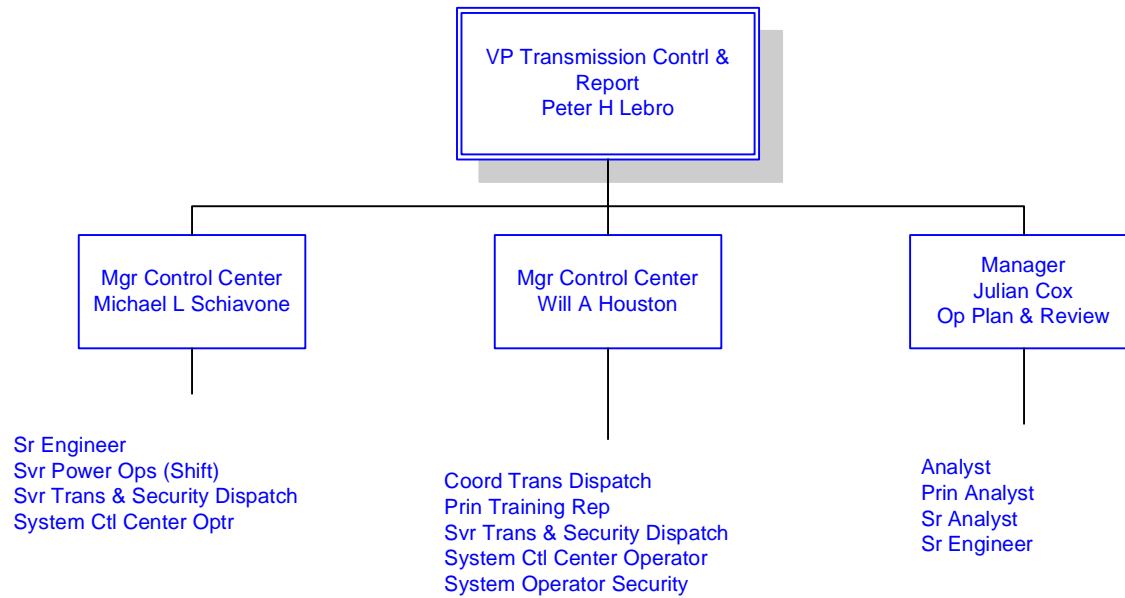 VP Transmission Contrl &
Report
Peter H Lebro
Mgr Control Center
Michael L Schiavone
Mgr Control Center
Will A Houston
Manager
Julian Cox
Op Plan & Review
Sr Engineer
Svr Power Ops (Shift)
Svr Trans & Security Dispatch
System Ctl Center Optr
Coord Trans Dispatch
Prin Training Rep
Svr Trans & Security Dispatch
System Ctl Center Operator
System Operator Security
Analyst
Prin Analyst
Sr Analyst
Sr Engineer